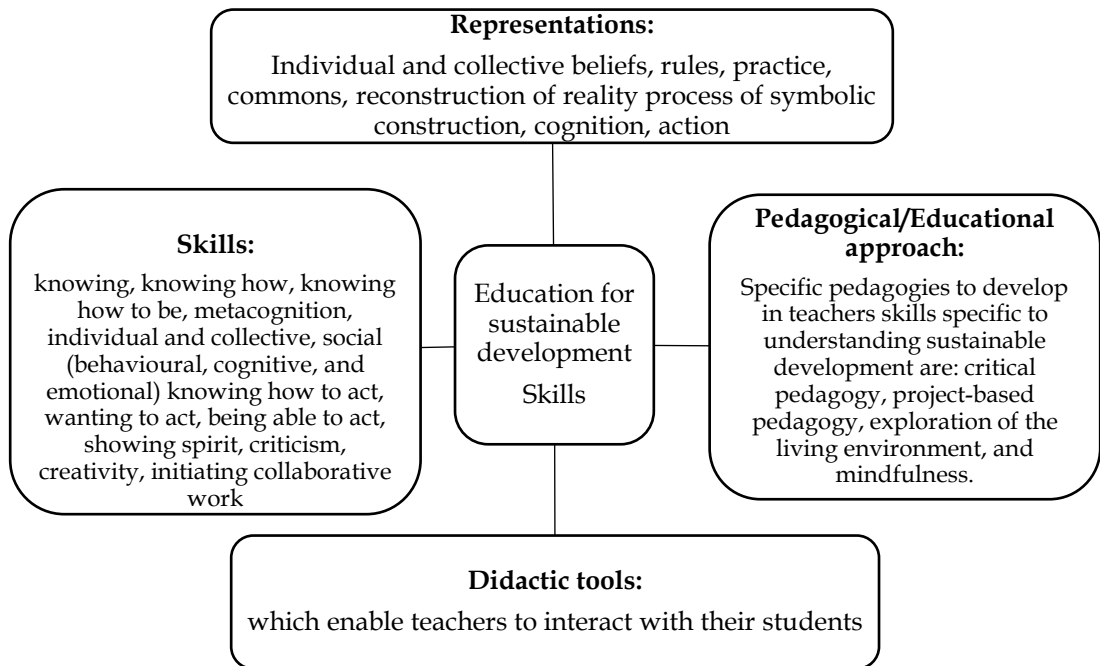 Representations:
Individual and collective beliefs, rules, practice,
commons, reconstruction of reality process of symbolic
construction, cognition, action
Skills:
knowing, knowing how, knowing
how to be, metacognition,
individual and collective, social
(behavioural, cognitive, and
emotional) knowing how to act,
wanting to act, being able to act,
showing spirit, criticism,
creativity, initiating collaborative
work
Education for
sustainable
development
Skills
Pedagogical/Educational
approach:
Specific pedagogies to develop
in teachers skills specific to
understanding sustainable
development are: critical
pedagogy, project-based
pedagogy, exploration of the
living environment, and
mindfulness.
Didactic tools:
which enable teachers to interact with their students